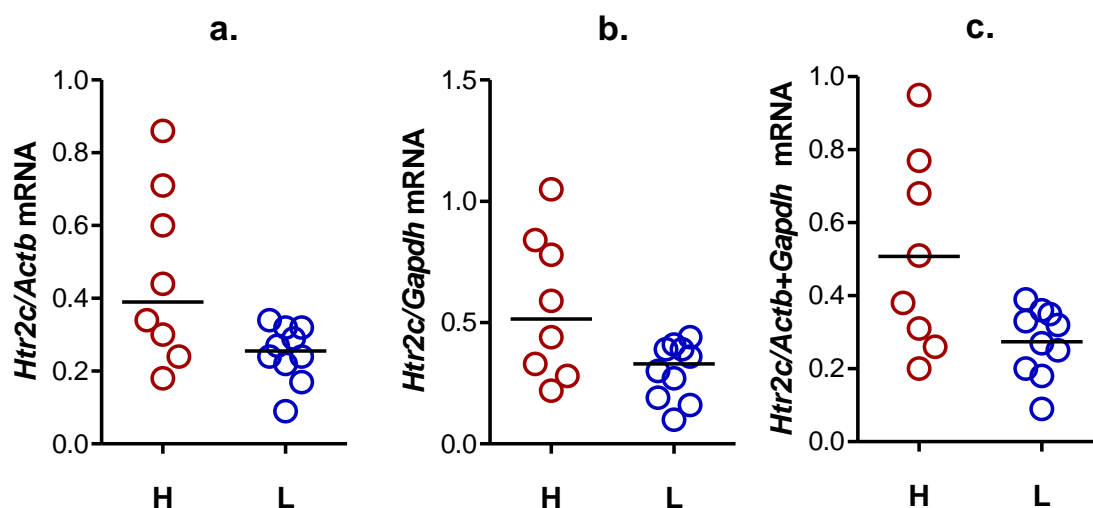 a.
Htr2c/Actb mRNA
1.0
0.8
0.6
0.4
0.2
0.0
H L
b.
Htr2c/Gapdh mRNA
1.5
1.0
0.5
0.0
H L
c.
Htr2c/Actb+Gapdh mRNA
1.0
0.8
0.6
0.4
0.2
0.0
H L